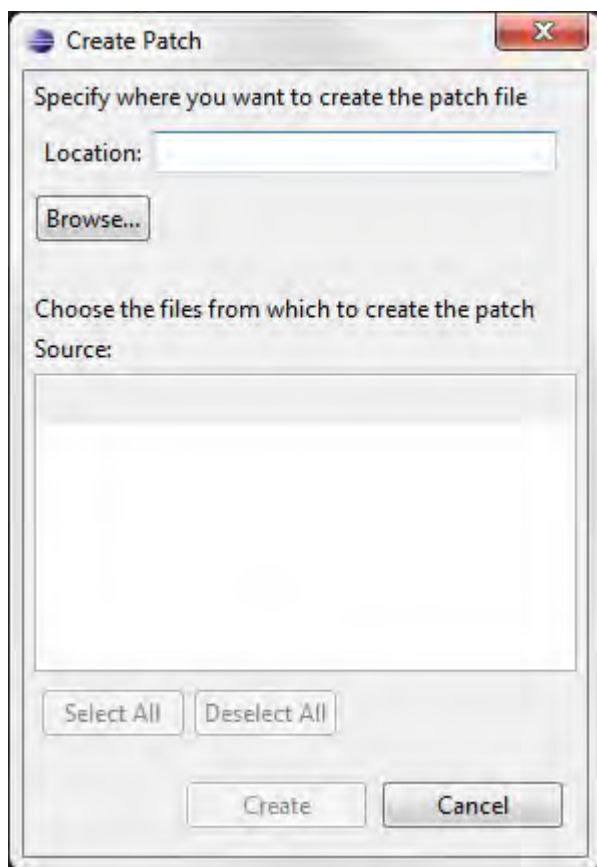 Create Patch
Specify where you want to create the patch file
Location:
Browse...
Choose the files from which to create the patch
Source:
Select All Deselect All
Create Cancel